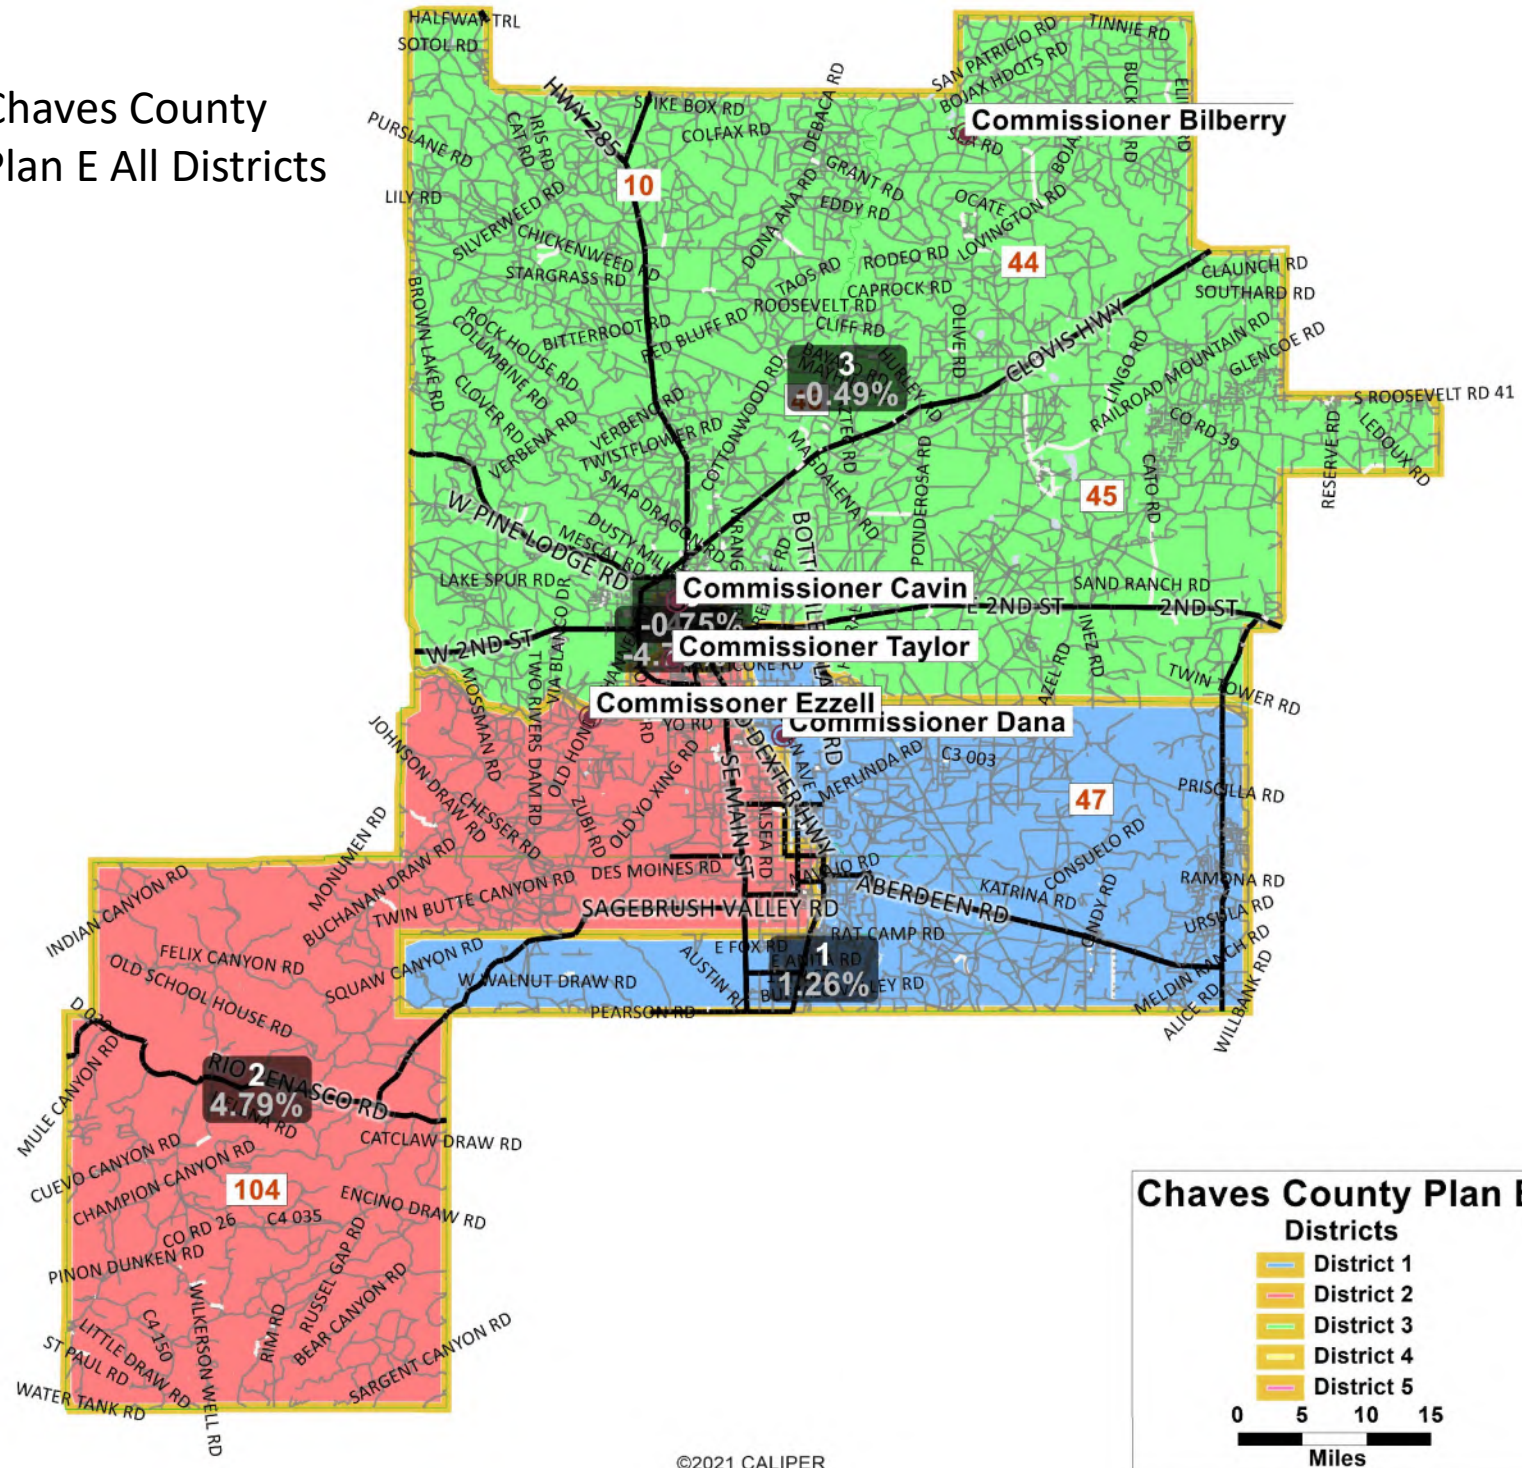 Chaves County
Plan E All Districts
HALFWAY TRL
SOTOL RD
TINNIE RD
SAN PATRICIO RD
BOJAX HDQTS RD
HWY 285
SPIKE BOX RD
COLFAX RD
DEBACA RD
Commissioner Bilberry
PURSLANE RD
CAT RD
IRIS RD
LILY RD
10
GRANT RD
EDDY RD
DONA ANA RD
OCATE
LOVINGTON RD
SILVERWEED RD
CHICKENWEED RD
STARGRASS RD
TAOS RD
RODEO RD
44
CAPROCK RD
ROOSEVELT RD
CLIFF RD
CLAUNCH RD
SOUTHARD RD
BROWN LAKE RD
ROCK HOUSE RD
COLUMBINE RD
BITTERROOT RD
RED BLUFF RD
OLIVE RD
CLOVIS HWY
LINGO RD
RAILROAD MOUNTAIN RD
GLENCOE RD
3
-0.49%
HURLEY RD
CLOVER RD
VERBENA RD
VERBENO RD
TWISTFLOWER RD
COTTONWOOD RD
S ROOSEVELT RD 41
CO RD 39
RESERVE RD
LEDOUX RD
MAGDALENA RD
PONDEROSA RD
CATO RD
45
SNAP DRAGON RD
W PINE LODGE RD
MESCAL RD
LAKE SPUR RD
SAND RANCH RD
Commissioner Cavin
E 2ND ST
2ND ST
-0.75%
W 2ND ST
Commissioner Taylor
VIA BLANCO DR
TWO RIVERS DAM RD
MOSSMAN RD
AZEL RD
INEZ RD
TWIN TOWER RD
Commissoner Ezzell
Commissioner Dana
JOHNSON DRAW RD
YO RD
SE MAIN ST
MERLINDA RD
C3 003
PRISCILLA RD
47
CHESSER RD
ZUBI RD
OLD YO XING RD
MONUMEN RD
BUCHANAN DRAW RD
TWIN BUTTE CANYON RD
DES MOINES RD
NAVAJO RD
ABERDEEN RD
KATRINA RD
CONSUELO RD
RAMONA RD
URSULA RD
INDIAN CANYON RD
SAGEBRUSH VALLEY RD
RAT CAMP RD
CINDY RD
FELIX CANYON RD
SQUAW CANYON RD
W WALNUT DRAW RD
AUSTIN RD
E FOX RD
1
1.26%
MELDIN RANCH RD
ALICE RD
WILLBANK RD
OLD SCHOOL HOUSE RD
PEARSON RD
MULE CANYON RD
2
4.79%
CATCLAW DRAW RD
CUEVO CANYON RD
CHAMPION CANYON RD
104
ENCINO DRAW RD
CO RD 26
C4 035
PINON DUNKEN RD
RUSSEL GAP RD
BEAR CANYON RD
WILKERSON WELL RD
RIM RD
C4 150
LITTLE DRAW RD
ST PAUL RD
SARGENT CANYON RD
WATER TANK RD
Chaves County Plan E
Districts
District 1
District 2
District 3
District 4
District 5
0 5 10 15
Miles
©2021 CALIPER